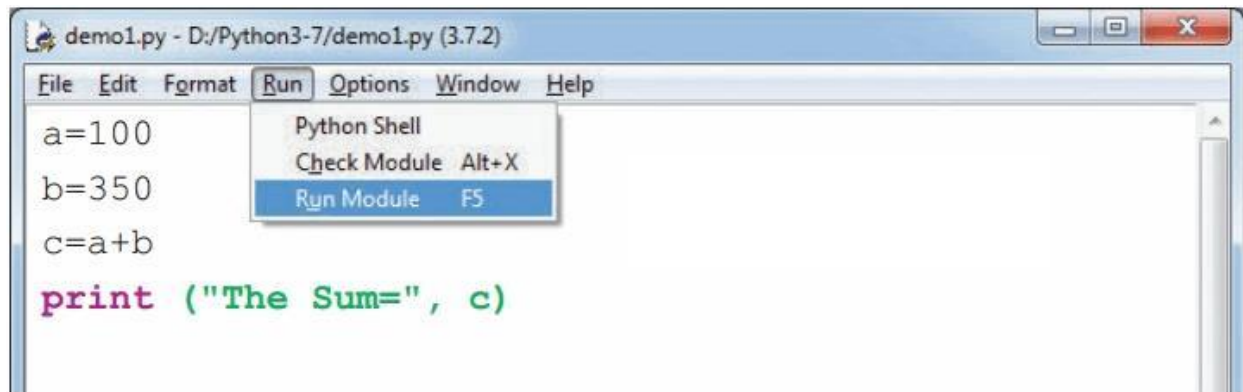 demo1.py - D:/Python3-7/demo1.py (3.7.2)
File Edit Format Run Options Window Help
a=100
Python Shell
Check Module Alt+X
b=350
Run Module F5
c=a+b
print ("The Sum=", c)